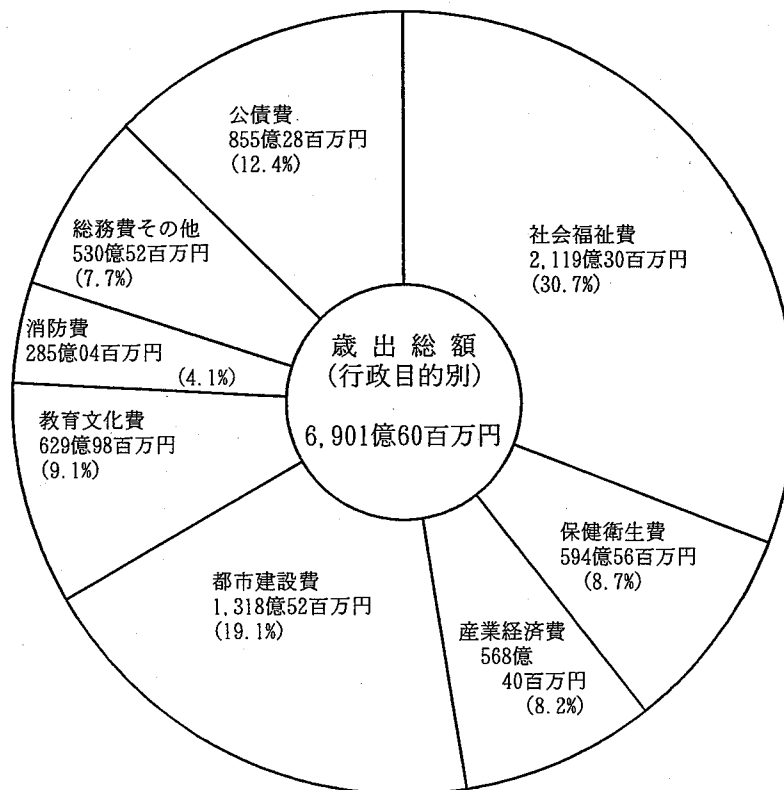 公債費
855億28百万円
(12.4%)
社会福祉費
2,119億30百万円
(30.7%)
総務費その他
530億52百万円
(7.7%)
消防費
285億04百万円
(4.1%)
歳出総額
(行政目的別)
6,901億60百万円
教育文化費
629億98百万円
(9.1%)
保健衛生費
594億56百万円
(8.7%)
都市建設費
1,318億52百万円
(19.1%)
産業経済費
568億
40百万円
(8.2%)